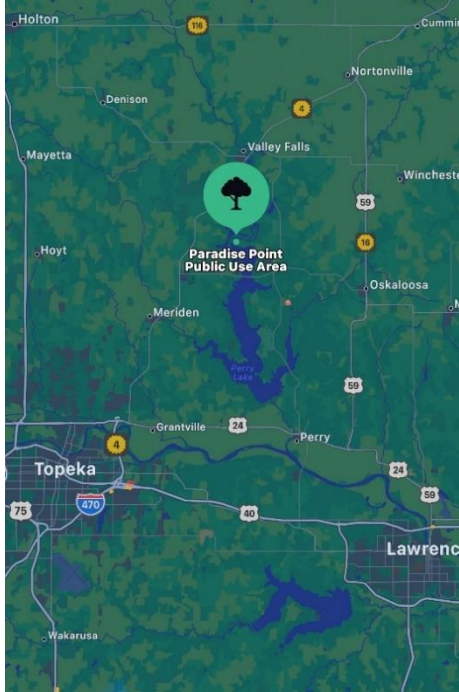 Holton
116
Cummin
Nortonville
Denison
4
Valley Falls
Mayetta
Wincheste
59
Paradise Point
Public Use Area
16
Hoyt
Oskaloosa
M
Meriden
Perry
Lake
59
Grantville
24
4
Perry
Topeka
24
470
59
75
40
Lawrenc
Wakarusa